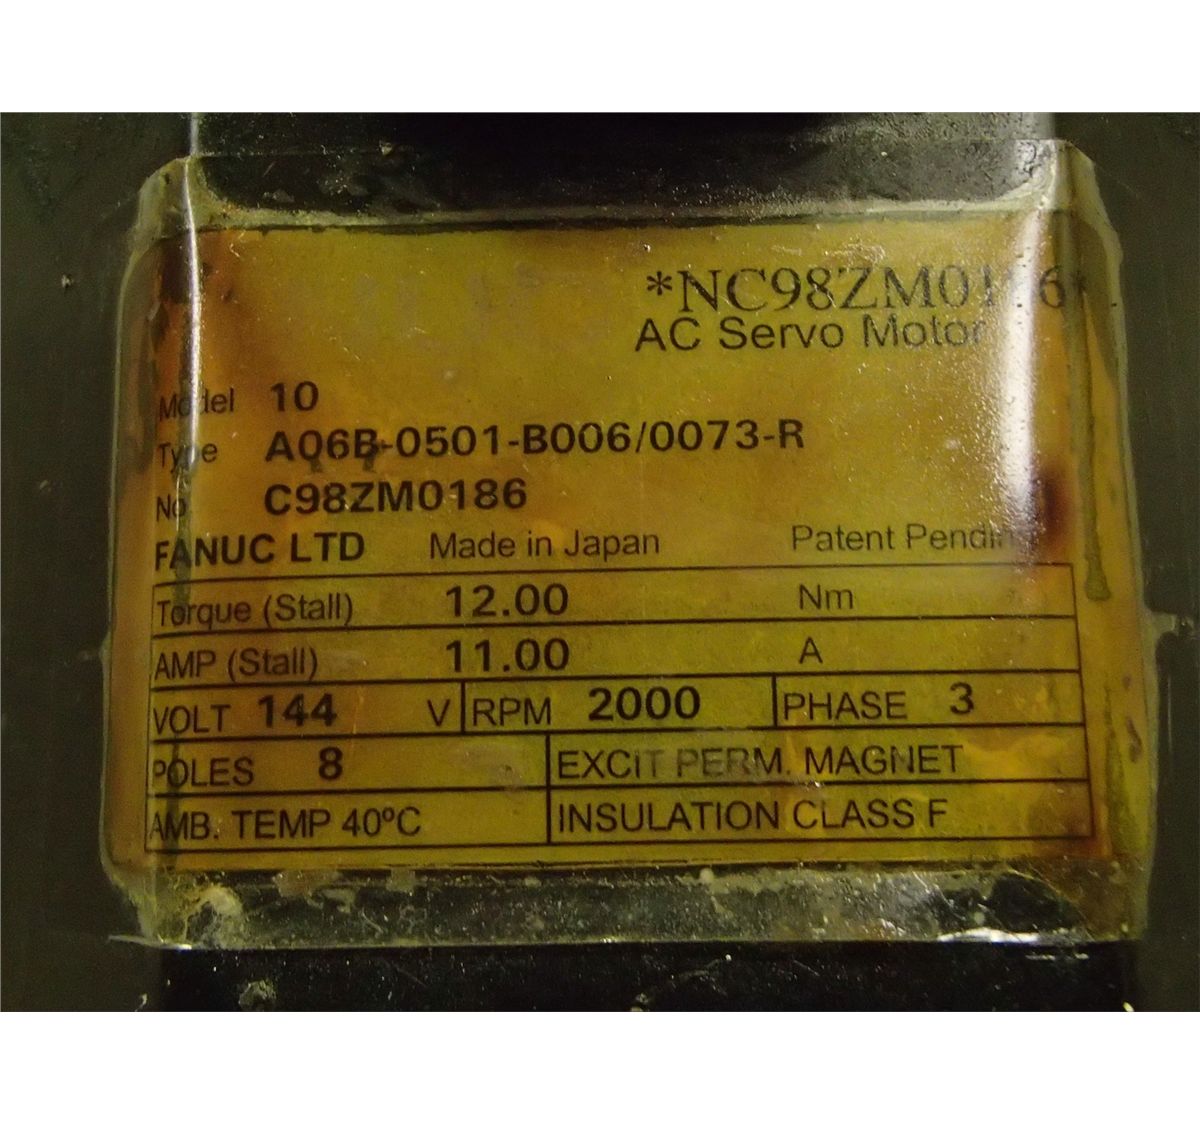 AC Servo Motor
Model 10
Type A06B-0501-B006/0073-R
No C98ZM0186
FANUC LTD Made in Japan Patent
Torque (Stall) 12.00 Nm
AMP (Stall) 11.00 A
VOLT 144 V RPM 2000 PHASE 3
POLES 8 EXCIT PERM. MAGNET
AMB. TEMP 40ºC INSULATION CLASS F